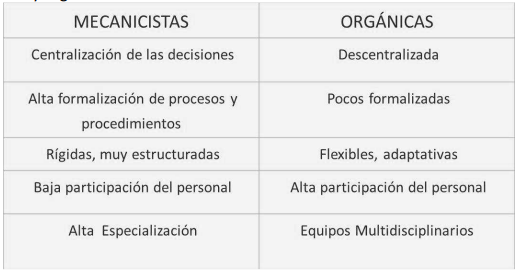 MECANICISTAS ORGÁNICAS
Centralización de las decisiones Descentralizada
Alta formalización de procesos y Pocos formalizadas
procedimientos
Rígidas, muy estructuradas Flexibles, adaptativas
Baja participación del personal Alta participación del personal
Alta Especialización Equipos Multidisciplinarios